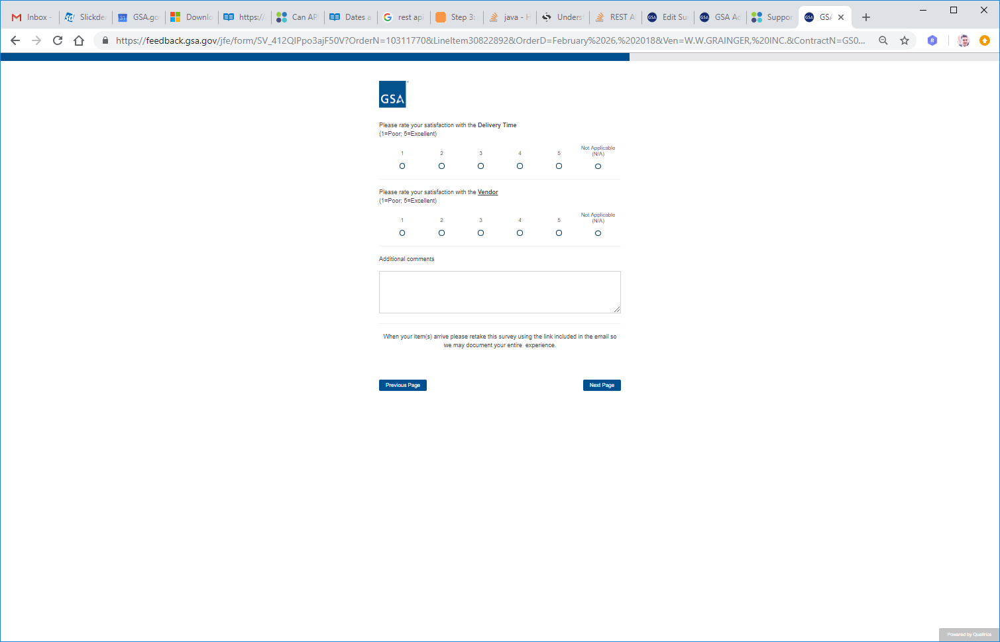 Inbox -
Slickde
GSA.go
Downlo
https://
Can AP
Dates a
rest api
Step 3:
java - H
Unders
REST A
Edit Su
GSA Ad
Suppor
GSA
https://feedback.gsa.gov/jfe/form/SV_412QIPpo3ajF50V?OrderN=10311770&LineItem30822892&OrderD=February%2026,%202018&Ven=W.W.GRAINGER,%20INC.&ContractN=GS0...
GSA
Please rate your satisfaction with the Delivery Time
(1=Poor; 5=Excellent)
1 2 3 4 5 Not Applicable
(N/A)
Please rate your satisfaction with the Vendor
(1=Poor; 5=Excellent)
1 2 3 4 5 Not Applicable
(N/A)
Additional comments
When your item(s) arrive please retake this survey using the link included in the email so
we may document your entire experience.
Previous Page
Next Page
Powered by Qualtrics